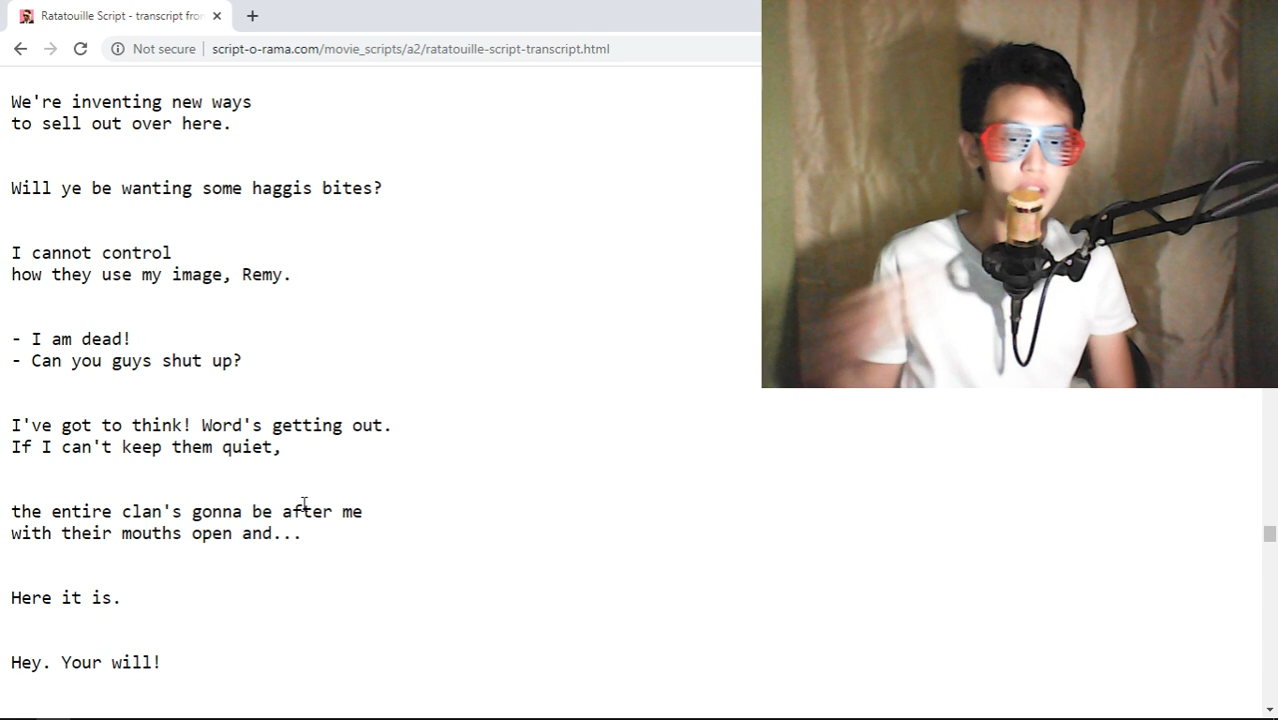 Ratatouille Script - transcript fro
Not secure
script-o-rama.com/movie_scripts/a2/ratatouille-script-transcript.html
We're inventing new ways
to sell out over here.
Will ye be wanting some haggis bites?
I cannot control
how they use my image, Remy.
- I am dead!
- Can you guys shut up?
I've got to think! Word's getting out.
If I can't keep them quiet,
the entire clan's gonna be after me
with their mouths open and...
Here it is.
Hey. Your will!